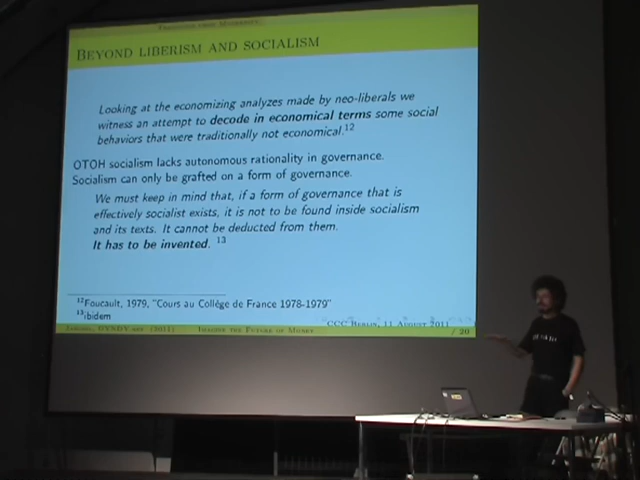 BEYOND LIBERISM AND SOCIALISM
Looking at the economizing analyzes made by neo-liberals we
witness an attempt to decode in economical terms some social
behaviors that were traditionally not economical.12
OTOH socialism lacks autonomous rationality in governance.
Socialism can only be grafted on a form of governance.
We must keep in mind that, if a form of governance that is
effectively socialist exists, it is not to be found inside socialism
and its texts. It cannot be deducted from them.
It has to be invented. 13
12Foucault, 1979, "Cours au Collège de France 1978-1979"
13ibidem
CCC Berlin, 11 August 2011
(2011) Imagine the Future of Money / 20